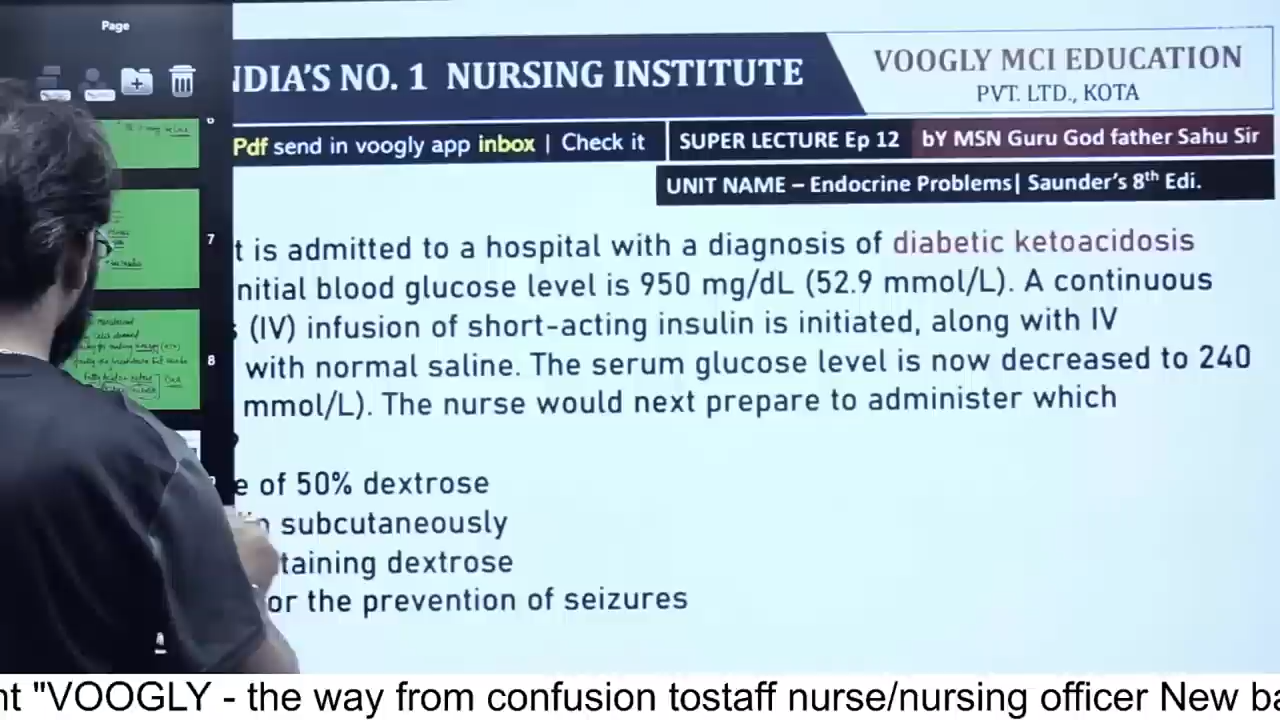 Page
NDIA'S NO. 1 NURSING INSTITUTE
VOOGLY MCI EDUCATION
PVT. LTD., KOTA
Pdf send in voogly app inbox | Check it
SUPER LECTURE Ep 12
bY MSN Guru God father Sahu Sir
UNIT NAME – Endocrine Problems| Saunder's 8th Edi.
6
7
8
t is admitted to a hospital with a diagnosis of diabetic ketoacidosis
nitial blood glucose level is 950 mg/dL (52.9 mmol/L). A continuous
(IV) infusion of short-acting insulin is initiated, along with IV
with normal saline. The serum glucose level is now decreased to 240
mmol/L). The nurse would next prepare to administer which
e of 50% dextrose
subcutaneously
taining dextrose
or the prevention of seizures
nt "VOOGLY - the way from confusion tostaff nurse/nursing officer New ba